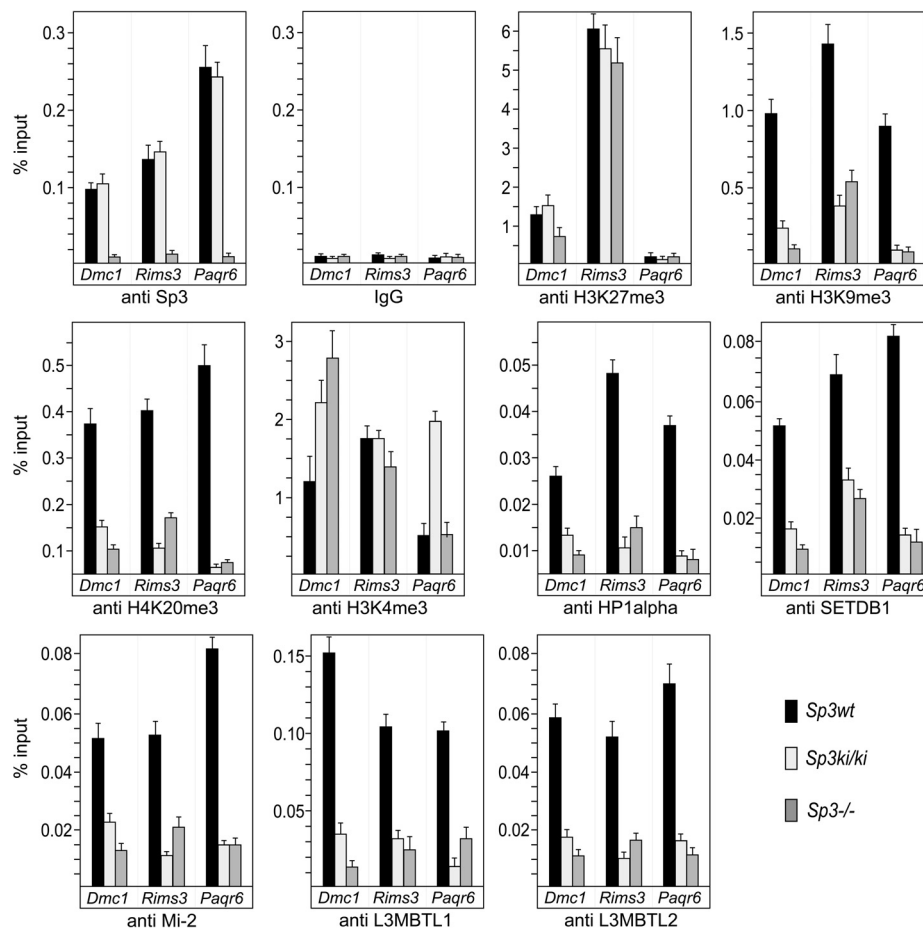 % input
0.3
0.2
0.1
Dmc1 Rims3 Paqr6
anti Sp3
0.3
0.2
0.1
Dmc1 Rims3 Paqr6
IgG
6
5
4
3
2
1
Dmc1 Rims3 Paqr6
anti H3K27me3
1.5
1.0
0.5
Dmc1 Rims3 Paqr6
anti H3K9me3
% input
0.5
0.4
0.3
0.2
0.1
Dmc1 Rims3 Paqr6
anti H4K20me3
3
2
1
Dmc1 Rims3 Paqr6
anti H3K4me3
0.05
0.04
0.03
0.02
0.01
Dmc1 Rims3 Paqr6
anti HP1alpha
0.08
0.06
0.04
0.02
Dmc1 Rims3 Paqr6
anti SETDB1
% input
0.08
0.06
0.04
0.02
Dmc1 Rims3 Paqr6
anti Mi-2
0.15
0.10
0.05
Dmc1 Rims3 Paqr6
anti L3MBTL1
0.08
0.06
0.04
0.02
Dmc1 Rims3 Paqr6
anti L3MBTL2
Sp3wt
Sp3ki/ki
Sp3-/-